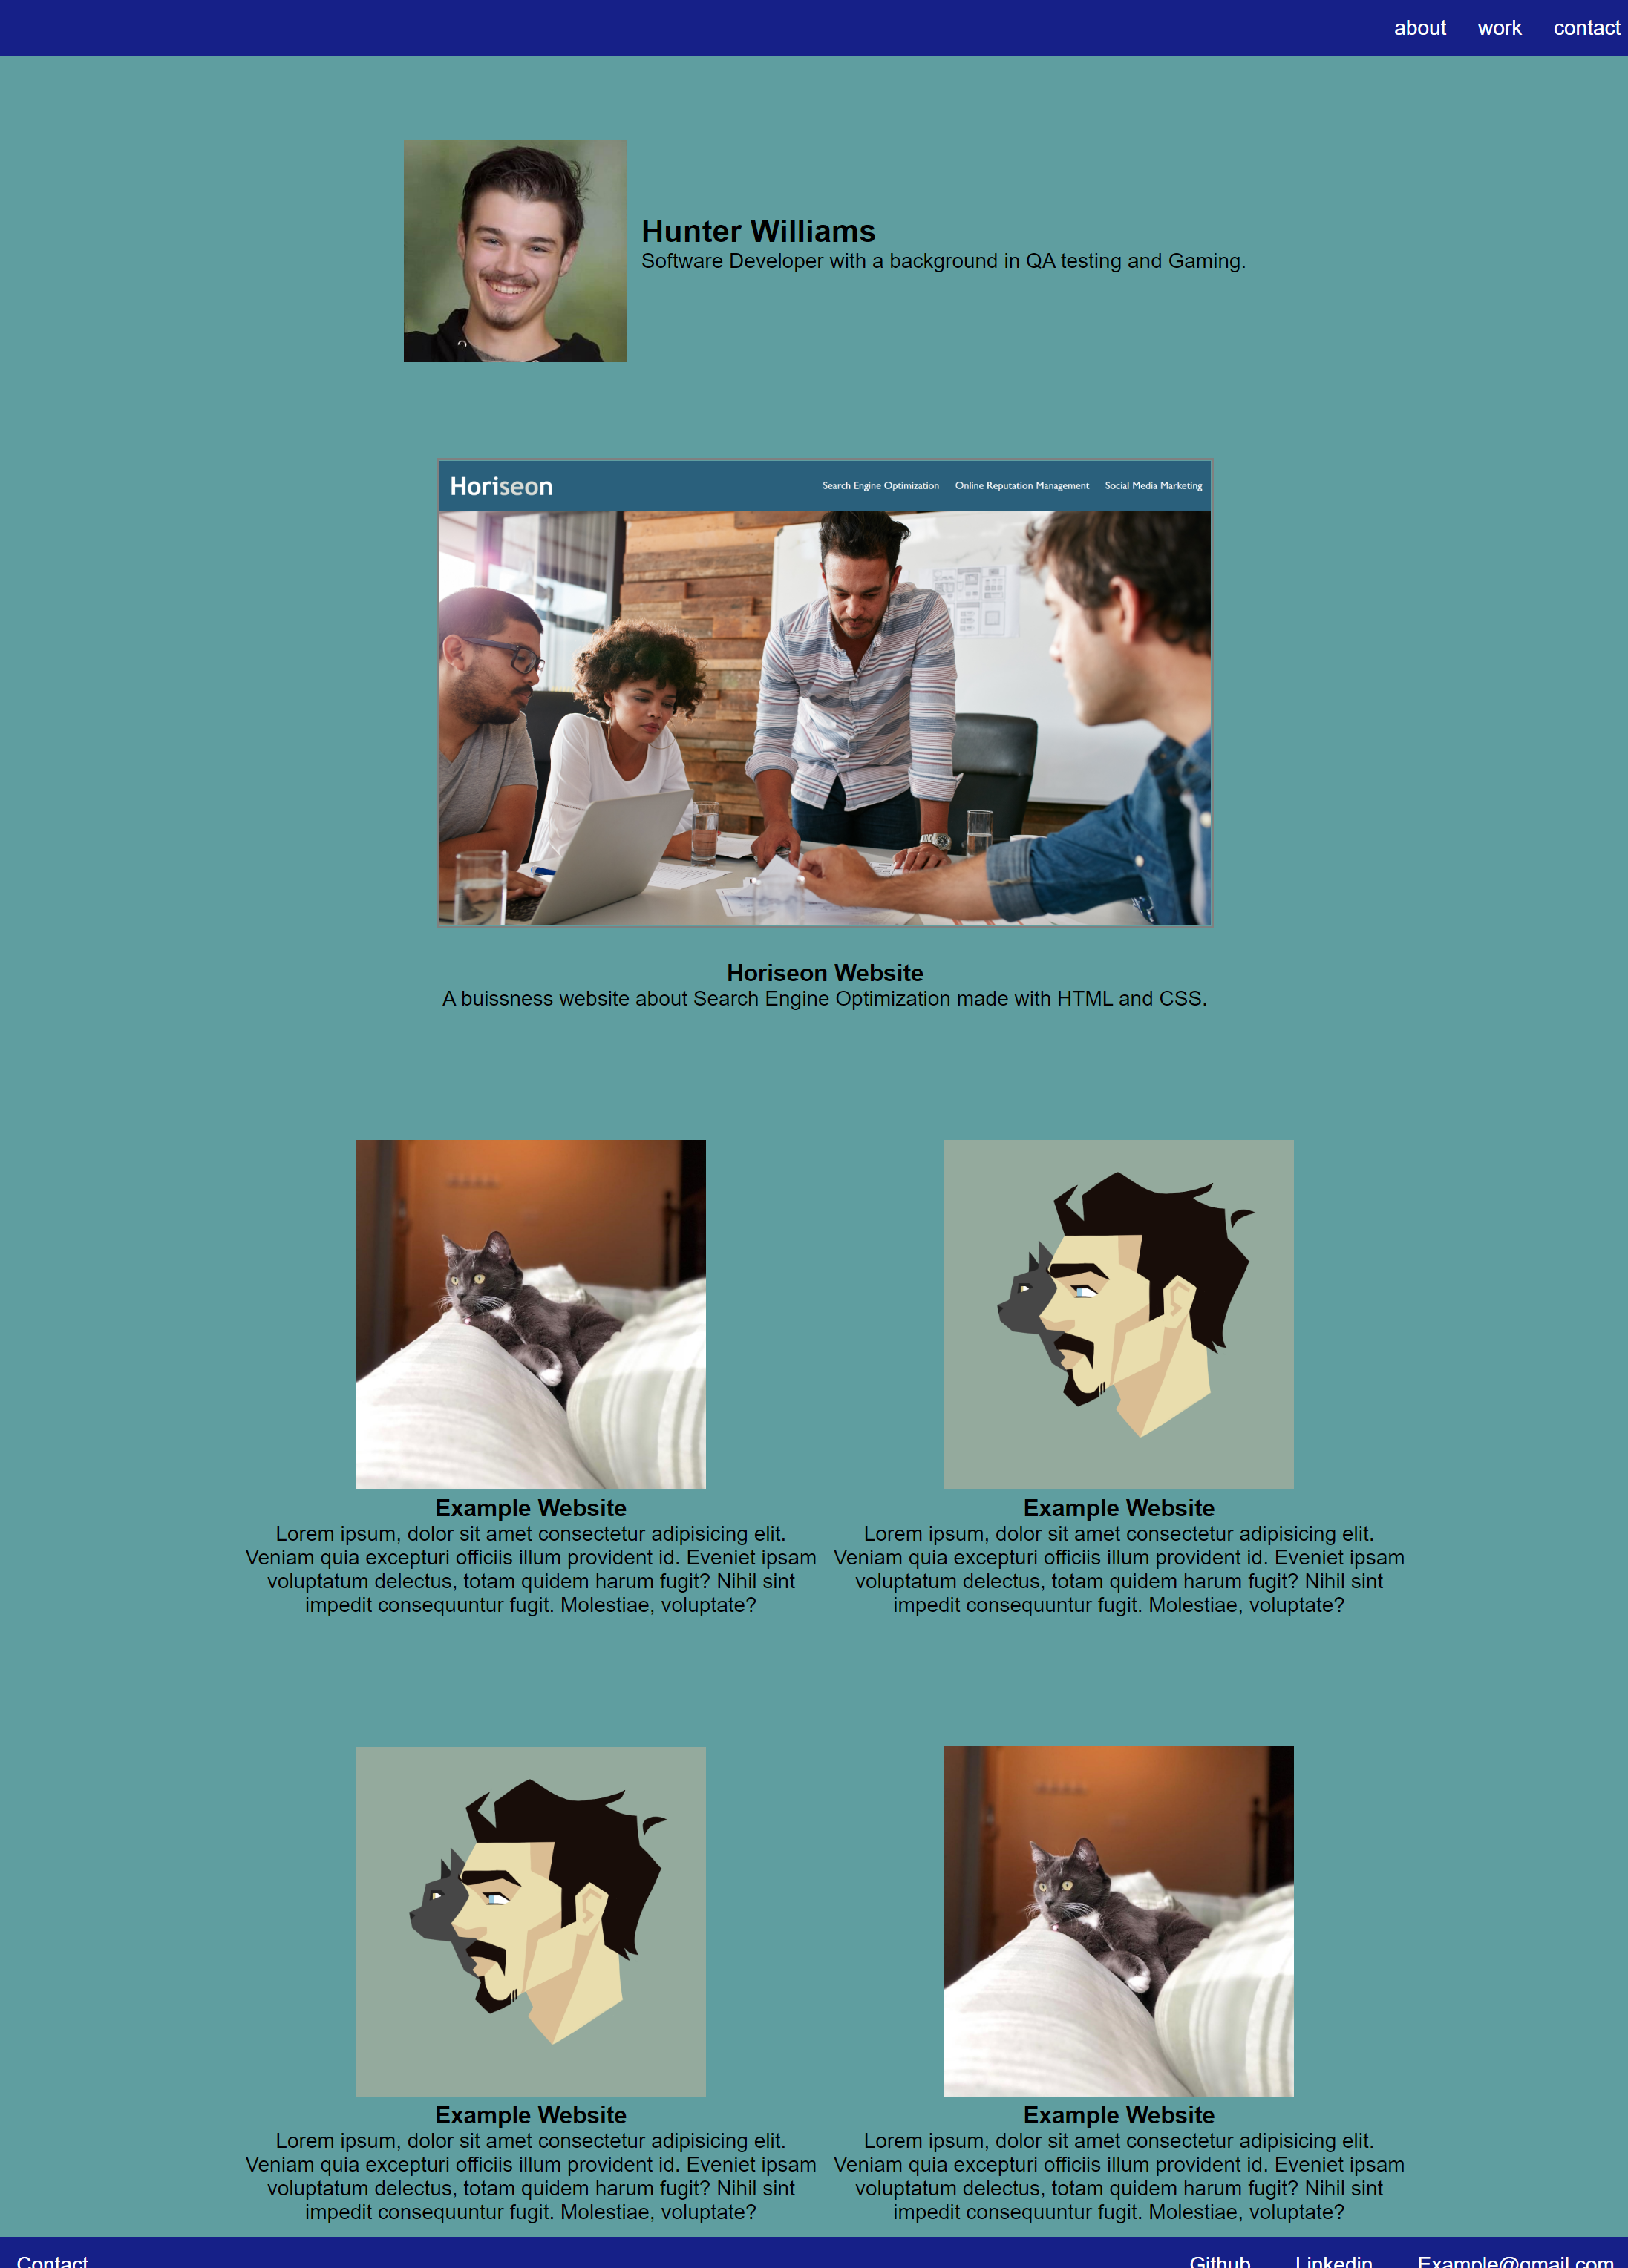 about work contact
Hunter Williams
Software Developer with a background in QA testing and Gaming.
Horiseon Search Engine Optimization Online Reputation Management Social Media Marketing
Horiseon Website
A buissness website about Search Engine Optimization made with HTML and CSS.
Example Website
Lorem ipsum, dolor sit amet consectetur adipisicing elit.
Veniam quia excepturi officiis illum provident id. Eveniet ipsam
voluptatum delectus, totam quidem harum fugit? Nihil sint
impedit consequuntur fugit. Molestiae, voluptate?
Example Website
Lorem ipsum, dolor sit amet consectetur adipisicing elit.
Veniam quia excepturi officiis illum provident id. Eveniet ipsam
voluptatum delectus, totam quidem harum fugit? Nihil sint
impedit consequuntur fugit. Molestiae, voluptate?
Example Website
Lorem ipsum, dolor sit amet consectetur adipisicing elit.
Veniam quia excepturi officiis illum provident id. Eveniet ipsam
voluptatum delectus, totam quidem harum fugit? Nihil sint
impedit consequuntur fugit. Molestiae, voluptate?
Example Website
Lorem ipsum, dolor sit amet consectetur adipisicing elit.
Veniam quia excepturi officiis illum provident id. Eveniet ipsam
voluptatum delectus, totam quidem harum fugit? Nihil sint
impedit consequuntur fugit. Molestiae, voluptate?
Contact Github Linkedin Example@gmail.com